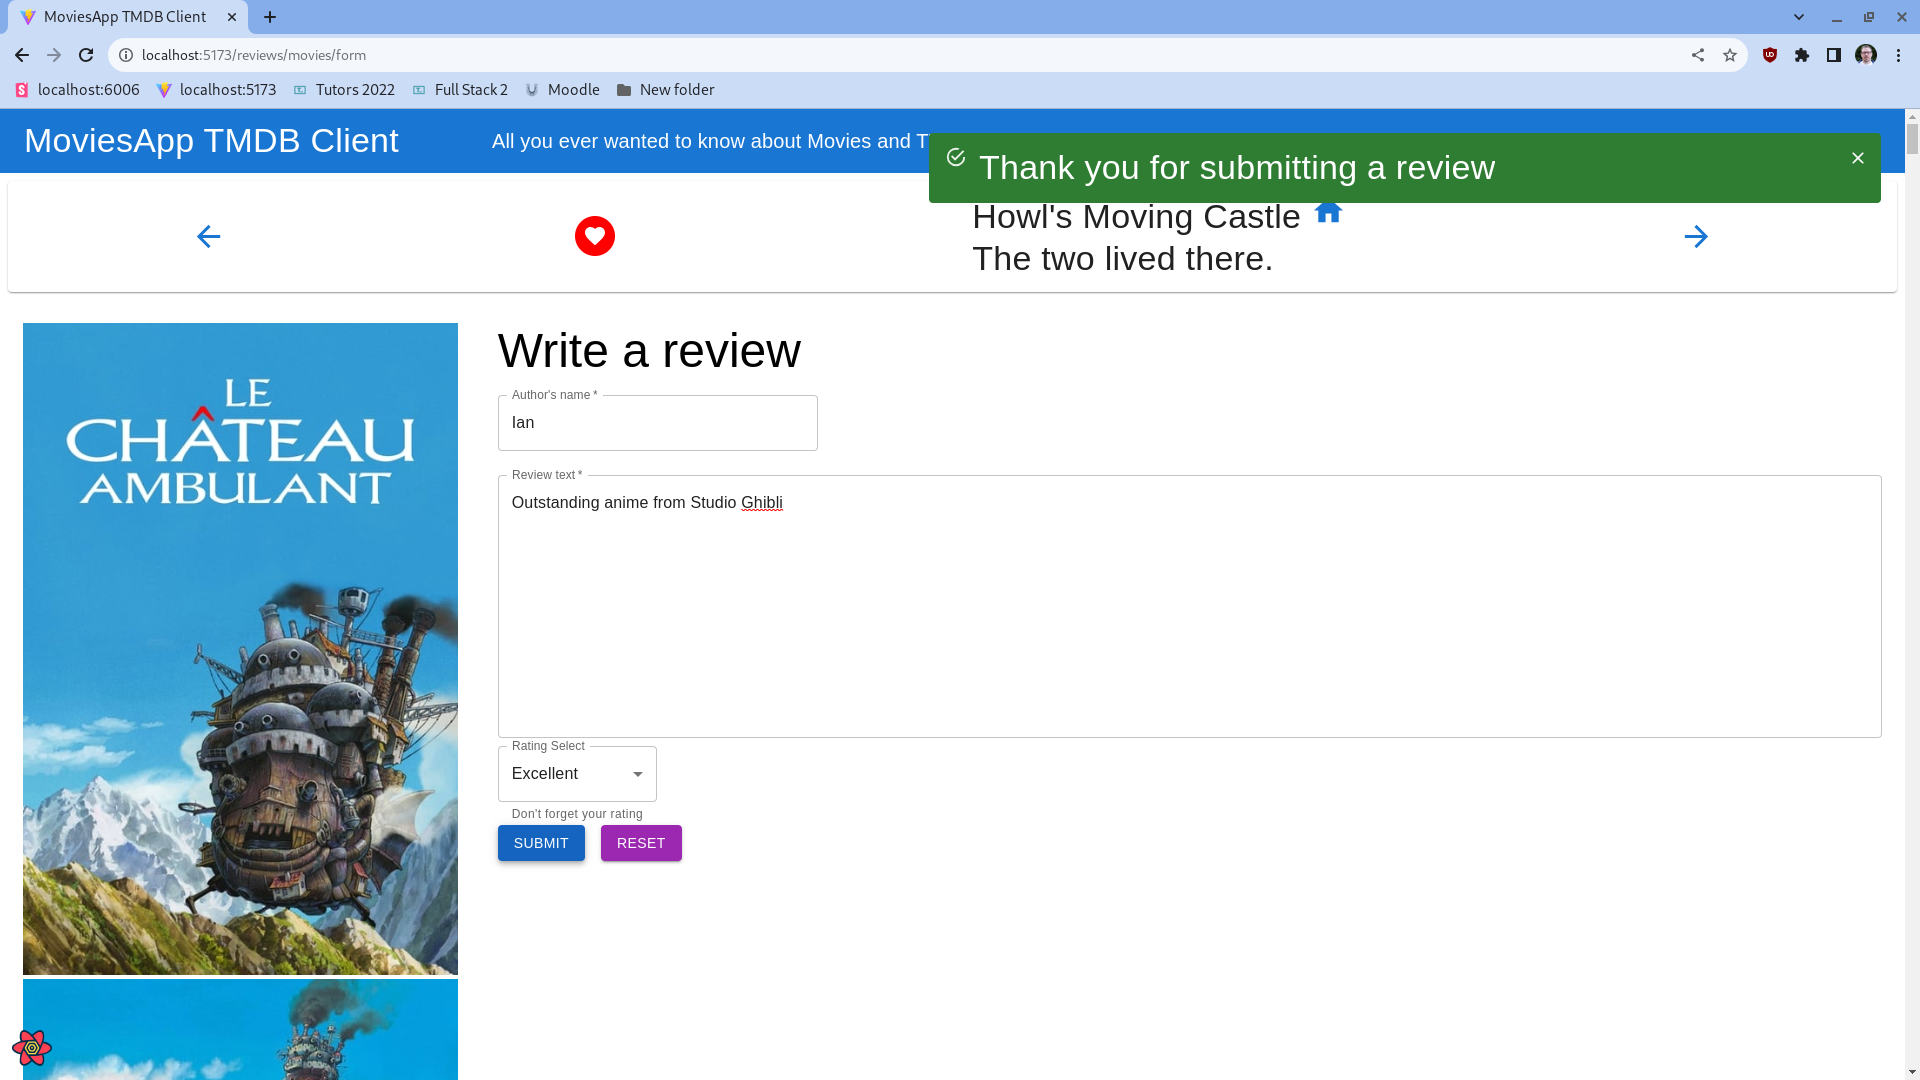 MoviesApp TMDB Client
localhost:5173/reviews/movies/form
localhost:6006
localhost:5173
Tutors 2022
Full Stack 2
Moodle
New folder
MoviesApp TMDB Client
All you ever wanted to know about Movies and T
Thank you for submitting a review
Howl's Moving Castle
The two lived there.
LE
CHÂTEAU
AMBULANT
Write a review
Author's name *
Ian
Review text *
Outstanding anime from Studio Ghibli
Rating Select
Excellent
Don't forget your rating
SUBMIT
RESET